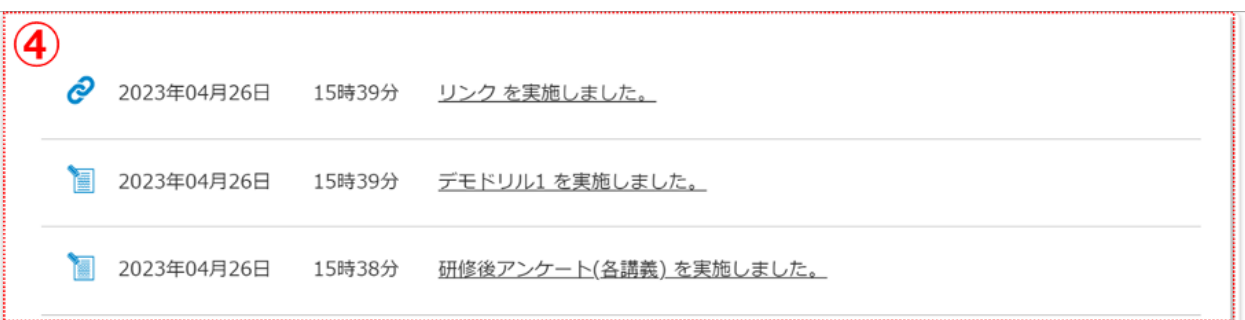 ④
2023年04月26日 15時39分 リンク を実施しました。
2023年04月26日 15時39分 デモドリル1 を実施しました。
2023年04月26日 15時38分 研修後アンケート(各講義) を実施しました。